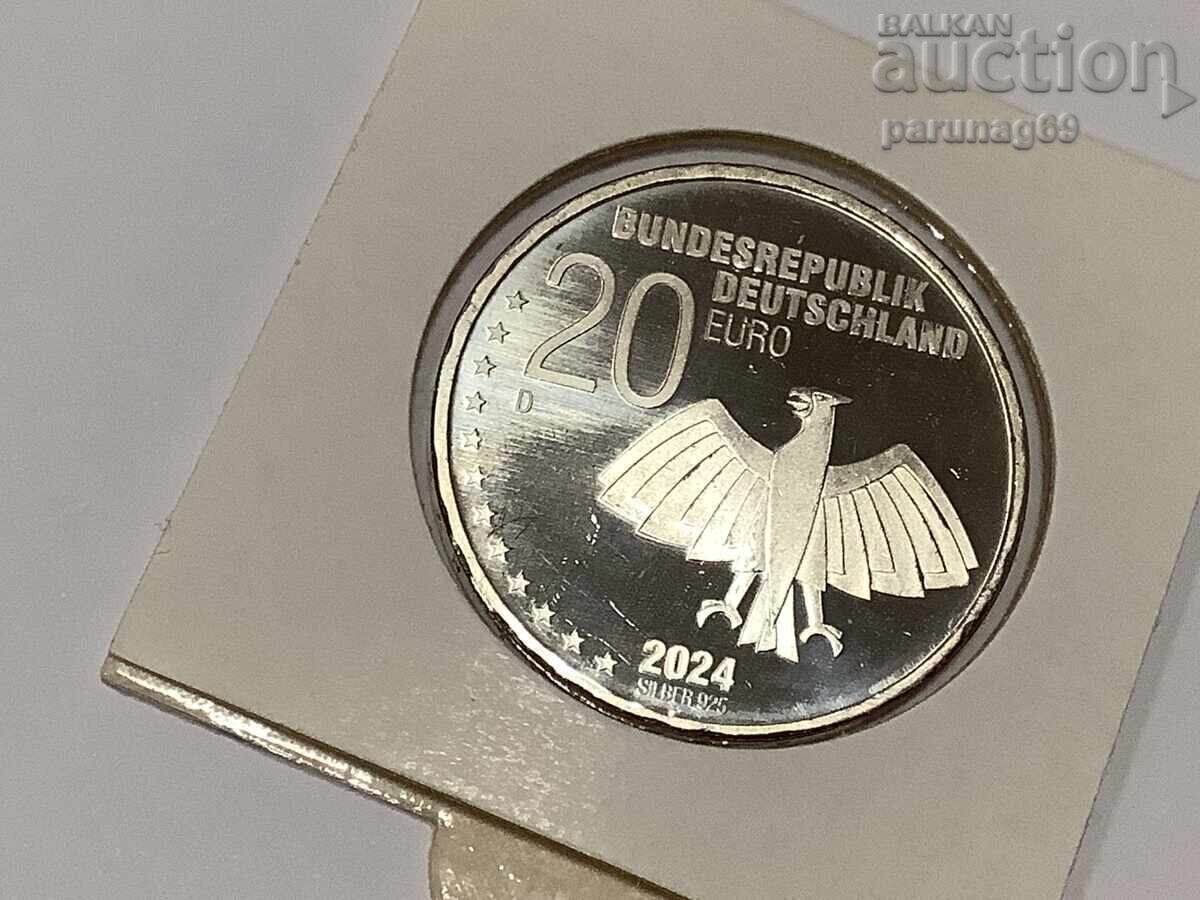 BALKAN
auction
parunag69
BUNDESREPUBLIK
DEUTSCHLAND
20 EURO
D
2024
SILBER 925